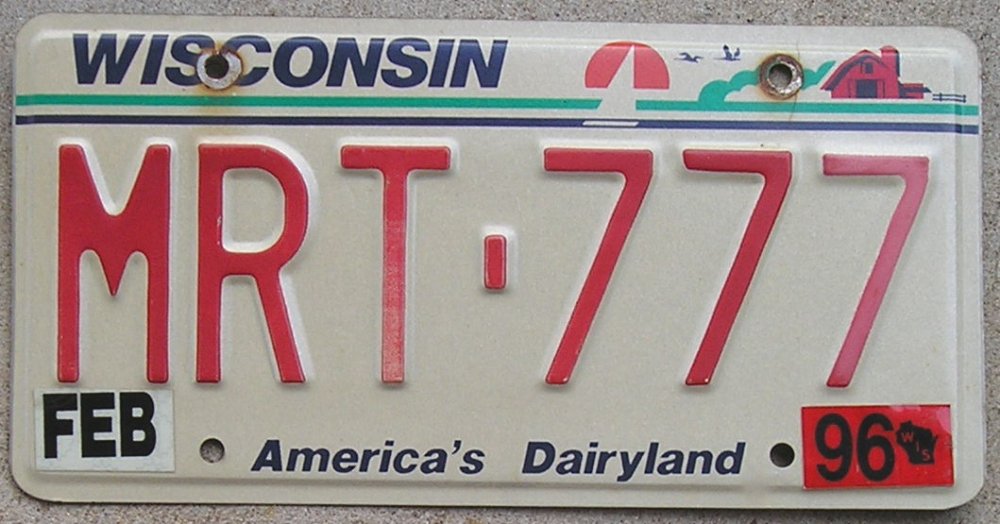 WISCONSIN
MRT-777
FEB
America's Dairyland
96 WIS